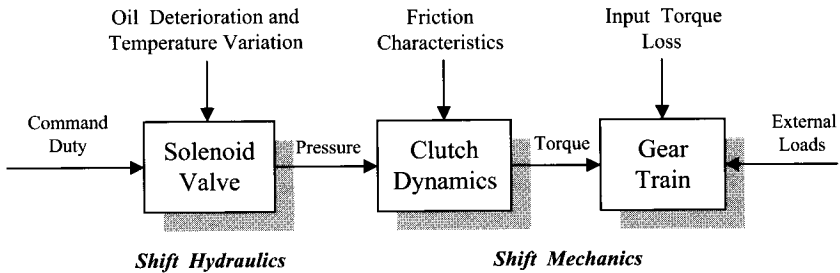 Oil Deterioration and
Temperature Variation
Friction
Characteristics
Input Torque
Loss
Command
Duty
Solenoid
Valve
Pressure
Clutch
Dynamics
Torque
Gear
Train
External
Loads
Shift Hydraulics
Shift Mechanics